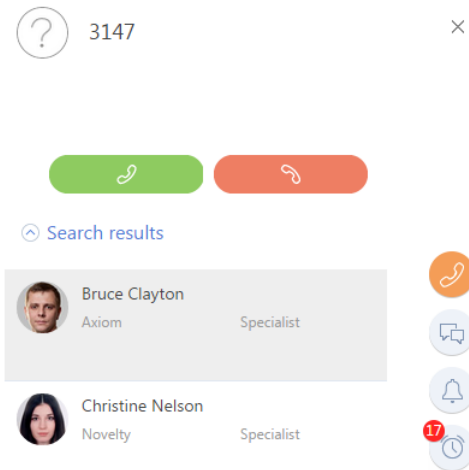 ?
3147
Search results
Bruce Clayton
Axiom Specialist
Christine Nelson
Novelty Specialist
17